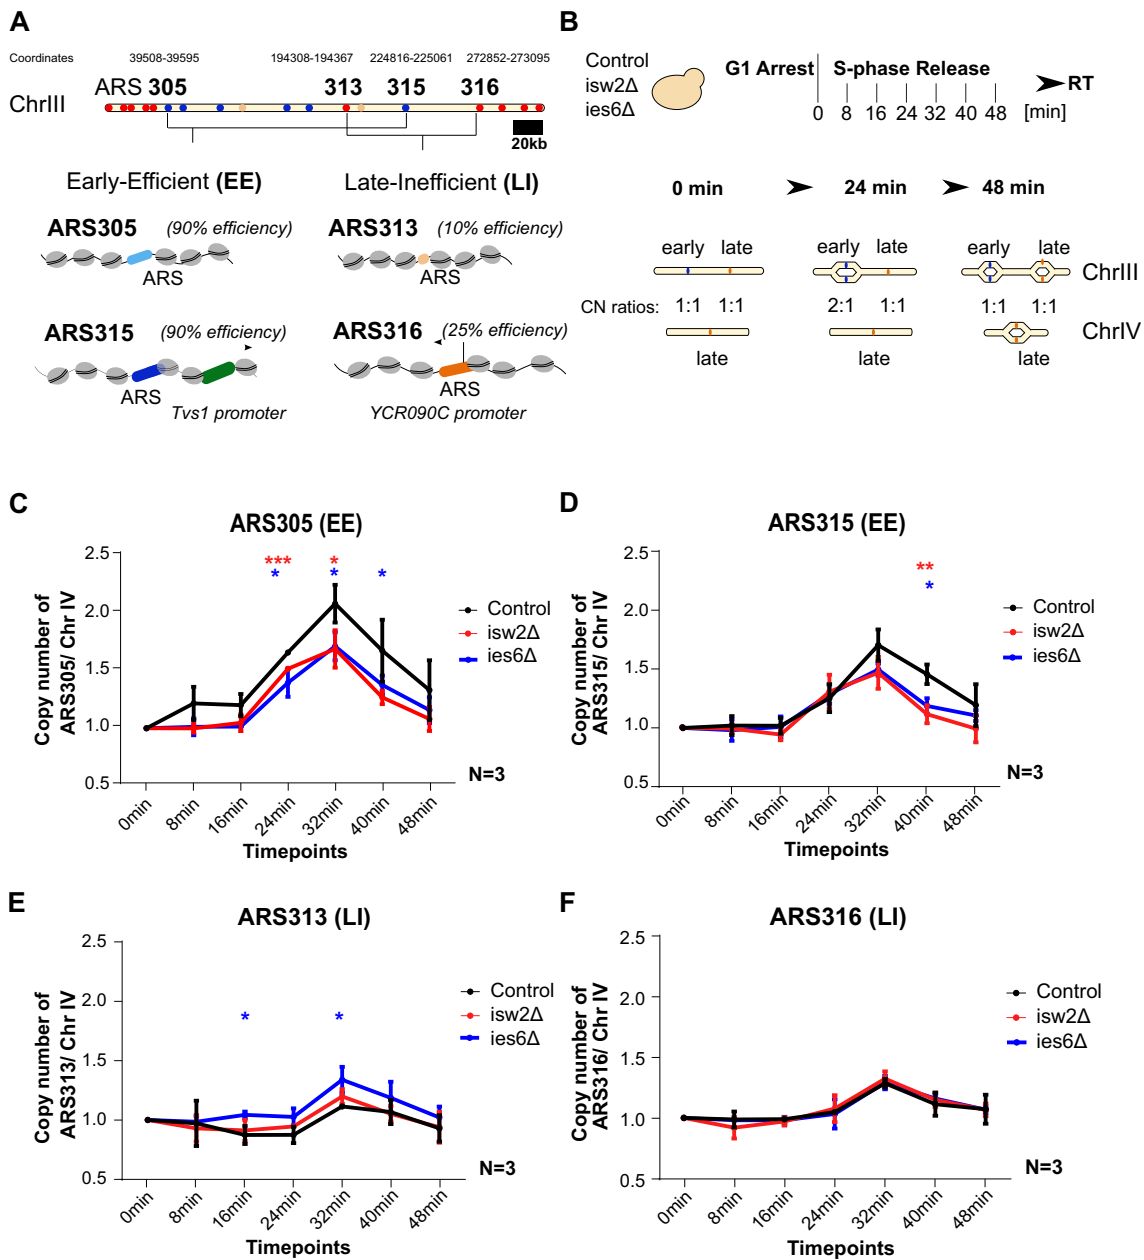 A
Coordinates 39508-39595 194308-194367 224816-225061 272852-273095
ARS 305 313 315 316
ChrIII
20kb
Early-Efficient (EE) Late-Inefficient (LI)
ARS305 (90% efficiency) ARS313 (10% efficiency)
ARS ARS
ARS315 (90% efficiency) ARS316 (25% efficiency)
ARS ARS
Tvs1 promoter YCR090C promoter
B
Control
isw2Δ
ies6Δ
G1 Arrest S-phase Release RT
0 8 16 24 32 40 48 [min]
0 min 24 min 48 min
early late early late early late
ChrIII
CN ratios: 1:1 1:1 2:1 1:1 1:1 1:1
ChrIV
late late late
C
ARS305 (EE)
*** *
* * *
Copy number of
ARS305/ Chr IV
2.5
2.0
1.5
1.0
0.5
Control
isw2Δ
ies6Δ
N=3
0min 8min 16min 24min 32min 40min 48min
Timepoints
D
ARS315 (EE)
**
*
Copy number of
ARS315/ Chr IV
2.5
2.0
1.5
1.0
0.5
Control
isw2Δ
ies6Δ
N=3
0min 8min 16min 24min 32min 40min 48min
Timepoints
E
ARS313 (LI)
* *
Copy number of
ARS313/ Chr IV
2.5
2.0
1.5
1.0
0.5
Control
isw2Δ
ies6Δ
N=3
0min 8min 16min 24min 32min 40min 48min
Timepoints
F
ARS316 (LI)
Copy number of
ARS316/ Chr IV
2.5
2.0
1.5
1.0
0.5
Control
isw2Δ
ies6Δ
N=3
0min 8min 16min 24min 32min 40min 48min
Timepoints